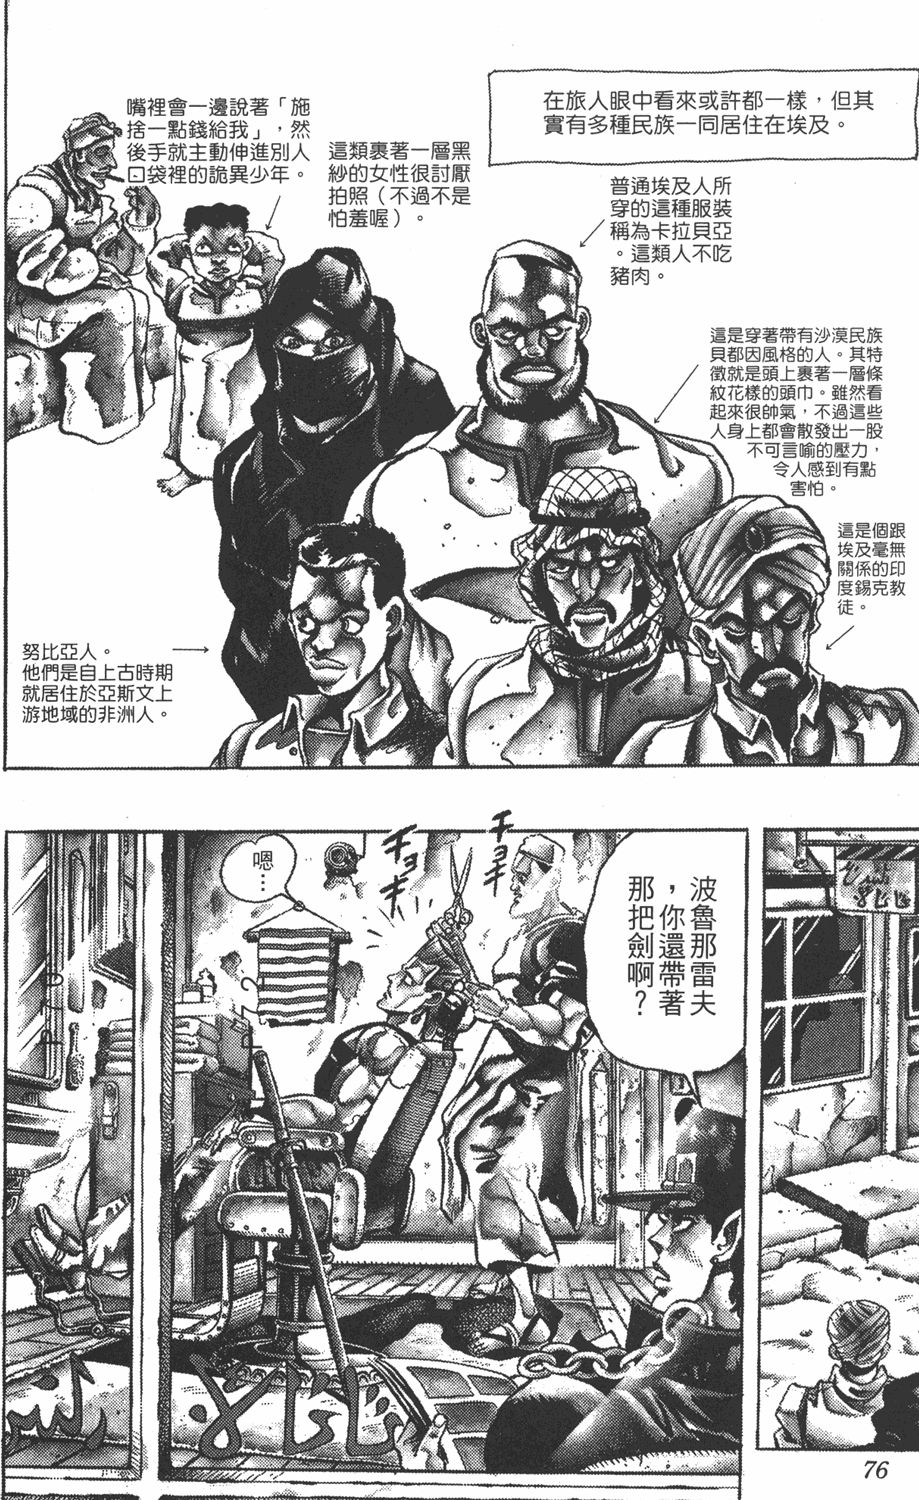 在旅人眼中看來或許都一樣，但其
實有多種民族一同居住在埃及。
普通埃及人所
穿的這種服裝
稱為卡拉貝亞
。這類人不吃
豬肉。
這類裹著一層黑
紗的女性很討厭
拍照（不過不是
怕羞喔）。
嘴裡會一邊說著「施
捨一點錢給我」，然
後手就主動伸進別人
口袋裡的詭異少年。
這是穿著帶有沙漠民族
貝都因風格的人。其特
徵就是頭上裹著一層條
紋花樣的頭巾。雖然看
起來很帥氣，不過這些
人身上都會散發出一股
不可言喻的壓力，
令人感到有點
害怕。
這是個跟
埃及毫無
關係的印
度錫克教
徒。
努比亞人。
他們是自上古時期
就居住於亞斯文上
游地域的非洲人。
波魯那雷夫
，你還帶著
那把劍啊？
チョキ
チョキ
嗯…
76